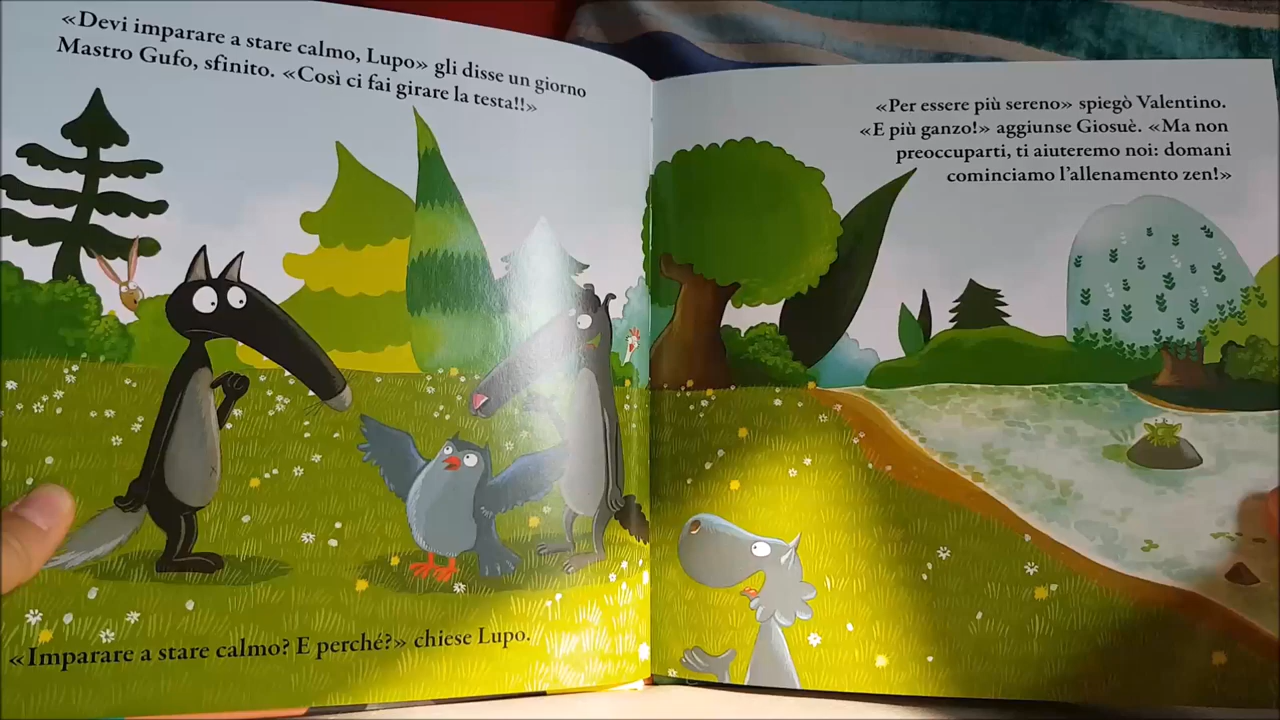 «Devi imparare a stare calmo, Lupo» gli disse un giorno
Mastro Gufo, sfinito. «Così ci fai girare la testa!!»
«Imparare a stare calmo? E perché?» chiese Lupo.
«Per essere più sereno» spiegò Valentino.
«E più ganzo!» aggiunse Giosuè. «Ma non
preoccuparti, ti aiuteremo noi: domani
cominciamo l'allenamento zen!»